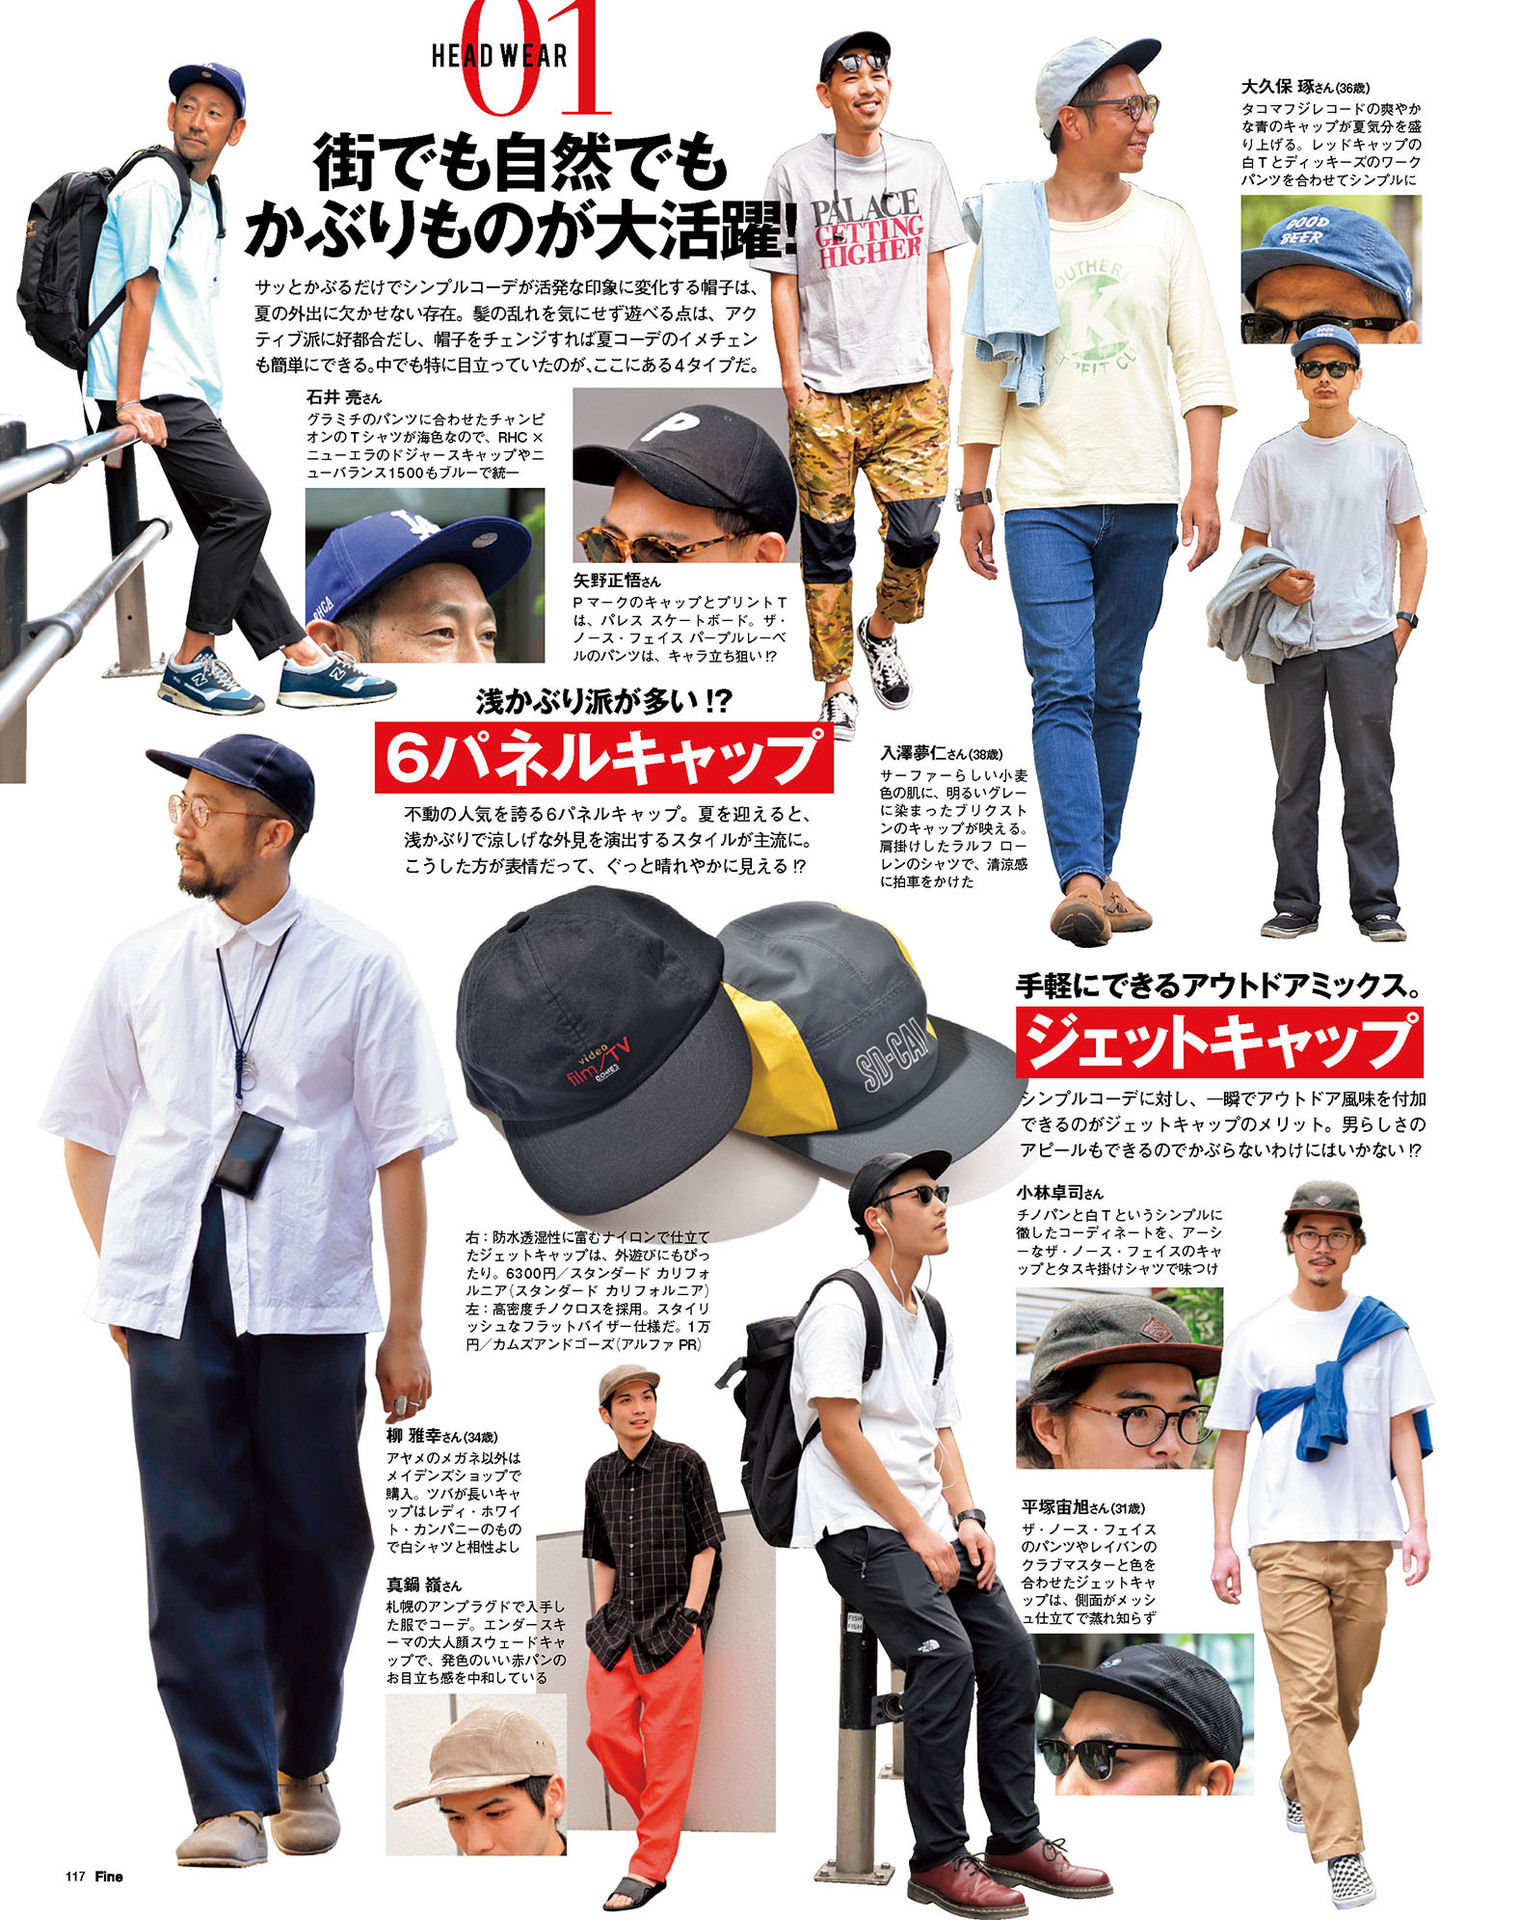 01
HEAD WEAR
街でも自然でも
かぶりものが大活躍!
サッとかぶるだけでシンプルコーデが活発な印象に変化する帽子は、
夏の外出に欠かせない存在。髪の乱れを気にせず遊べる点は、アク
ティブ派に好都合だし、帽子をチェンジすれば夏コーデのイメチェン
も簡単にできる。中でも特に目立っていたのが、ここにある4タイプだ。
石井 亮さん
グラミチのパンツに合わせたチャンピ
オンのTシャツが海色なので、RHC×
ニューエラのドジャースキャップやニ
ューバランス1500もブルーで統一
LA
RHCA
N
N
P
矢野正悟さん
Pマークのキャップとプリント T
は、パレス スケートボード。ザ・
ノース・フェイス パープルレーベ
ルのパンツは、キャラ立ち狙い!?
PALACE
GETTING
HIGHER
SOUTHER
K
大久保 琢さん(36歳)
タコマフジレコードの爽やか
な青のキャップが夏気分を盛
り上げる。レッドキャップの
白Tとディッキーズのワーク
パンツを合わせてシンプルに
GOOD
BEER
入澤夢仁さん(38歳)
サーファーらしい小麦
色の肌に、明るいグレー
に染まったブリクスト
ンのキャップが映える。
肩掛けしたラルフ ロー
レンのシャツで、清涼感
に拍車をかけた
浅かぶり派が多い!?
6パネルキャップ
不動の人気を誇る6パネルキャップ。夏を迎えると、
浅かぶりで涼しげな外見を演出するスタイルが主流に。
こうした方が表情だって、ぐっと晴れやかに見える!?
video
film/TV
GOHEZ
SD-CAL
右:防水透湿性に富むナイロンで仕立て
たジェットキャップは、外遊びにもぴっ
たり。6300円/スタンダード カリフォ
ルニア(スタンダード カリフォルニア)
左:高密度チノクロスを採用。スタイリ
ッシュなフラットバイザー仕様だ。1万
円/カムズアンドゴーズ(アルファ PR)
柳 雅幸さん(34歳)
アヤメのメガネ以外は
メイデンズショップで
購入。ツバが長いキャ
ップはレディ・ホワイ
ト・カンパニーのもの
で白シャツと相性よし
真鍋 嶺さん
札幌のアンプラグドで入手し
た服でコーデ。エンダースキ
ーマの大人顔スウェードキャ
ップで、発色のいい赤パンの
お目立ち感を中和している
手軽にできるアウトドアミックス。
ジェットキャップ
シンプルコーデに対し、一瞬でアウトドア風味を付加
できるのがジェットキャップのメリット。男らしさの
アピールもできるのでかぶらないわけにはいかない!?
小林卓司さん
チノパンと白Tというシンプルに
徹したコーディネートを、アーシ
ーなザ・ノース・フェイスのキャ
ップとタスキ掛けシャツで味つけ
平塚宙旭さん(31歳)
ザ・ノース・フェイス
のパンツやレイバンの
クラブマスターと色を
合わせたジェットキャ
ップは、側面がメッシ
ュ仕立てで蒸れ知らず
FISH
FISH
117 Fine